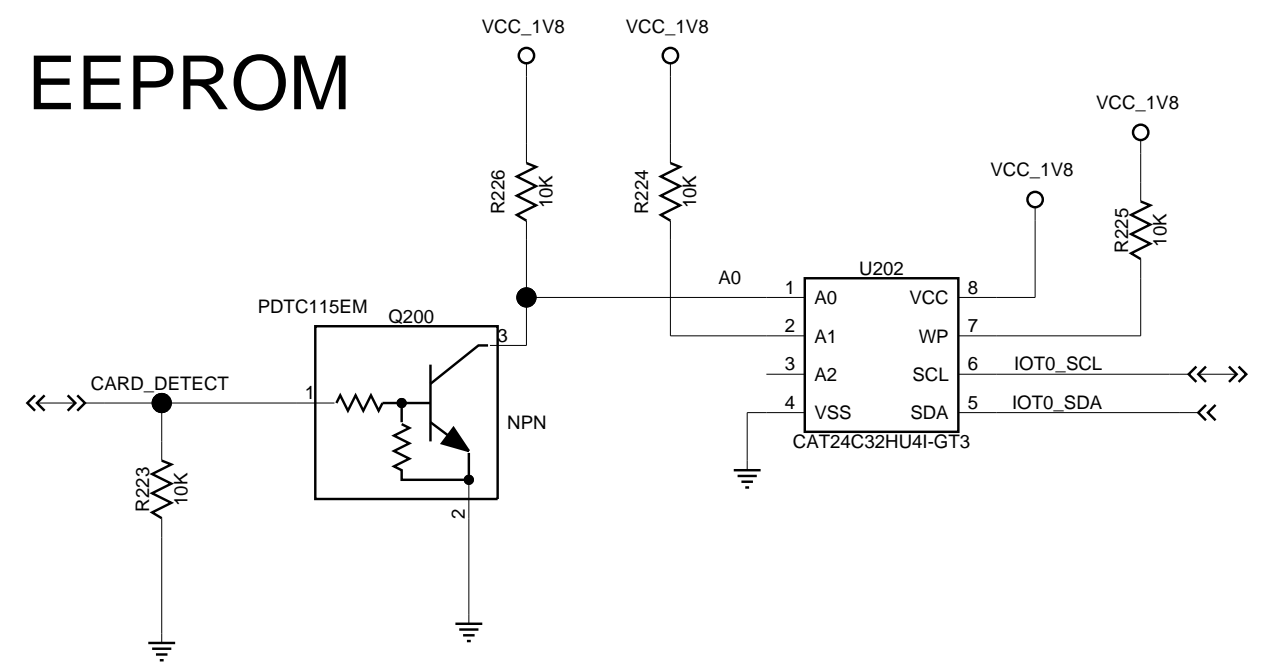 EEPROM
VCC_1V8
VCC_1V8
VCC_1V8
VCC_1V8
R226
10K
R224
10K
R225
10K
A0
U202
1
A0
VCC
8
2
A1
WP
7
3
A2
SCL
6
IOT0_SCL
4
VSS
SDA
5
IOT0_SDA
CAT24C32HU4I-GT3
PDTC115EM
Q200
3
CARD_DETECT
1
NPN
2
R223
10K